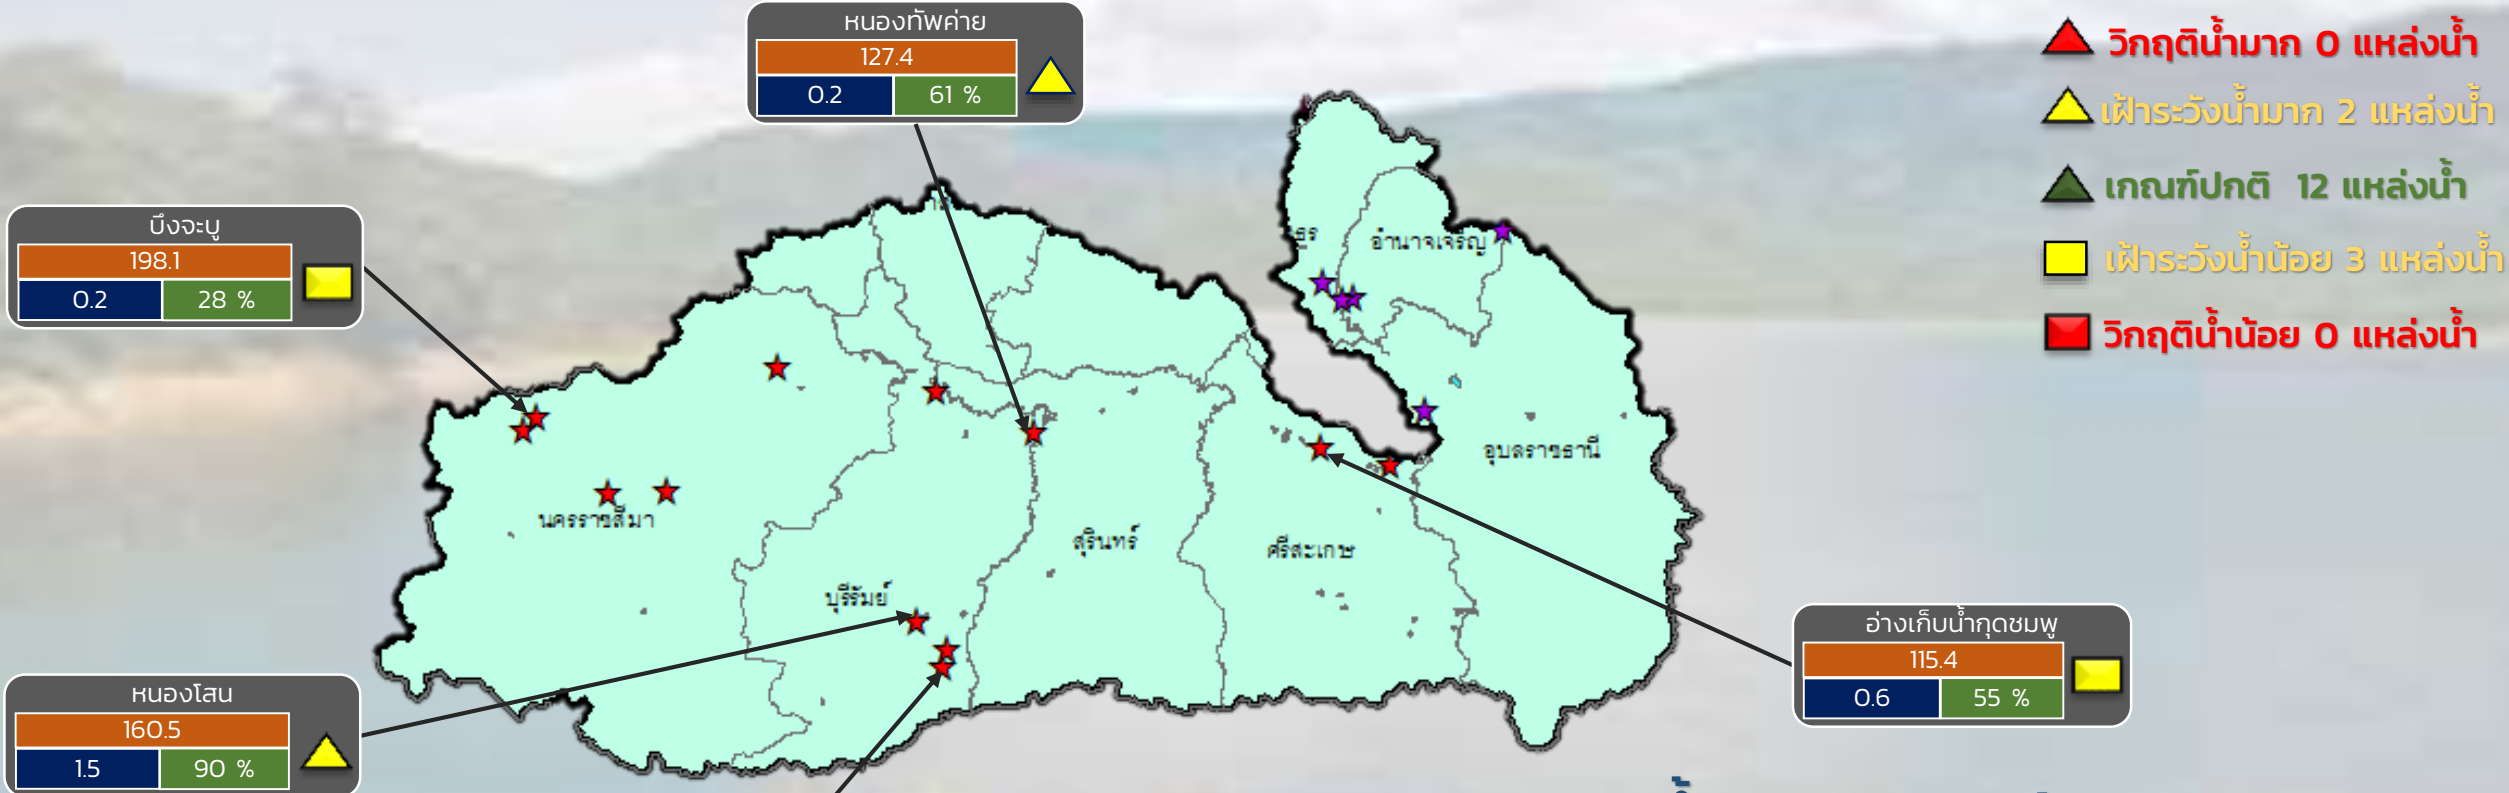 หนองทัพค่าย
127.4
0.2 61 %
วิกฤติน้ำมาก 0 แหล่งน้ำ
เฝ้าระวังน้ำมาก 2 แหล่งน้ำ
เกณฑ์ปกติ 12 แหล่งน้ำ
เฝ้าระวังน้ำน้อย 3 แหล่งน้ำ
วิกฤติน้ำน้อย 0 แหล่งน้ำ
บึงจะบู
198.1
0.2 28 %
อำนาจเจริญ
อุบลราชธานี
นครราชสีมา
สุรินทร์
ศรีสะเกษ
บุรีรัมย์
อ่างเก็บน้ำกุดชมพู
115.4
0.6 55 %
หนองโสน
160.5
1.5 90 %